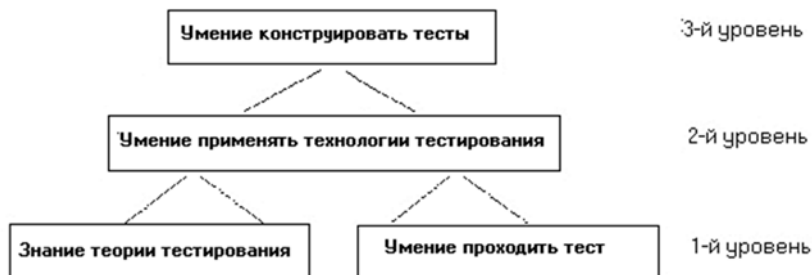 Умение конструировать тесты
3-й уровень
Умение применять технологии тестирования
2-й уровень
Знание теории тестирования
Умение проходить тест
1-й уровень